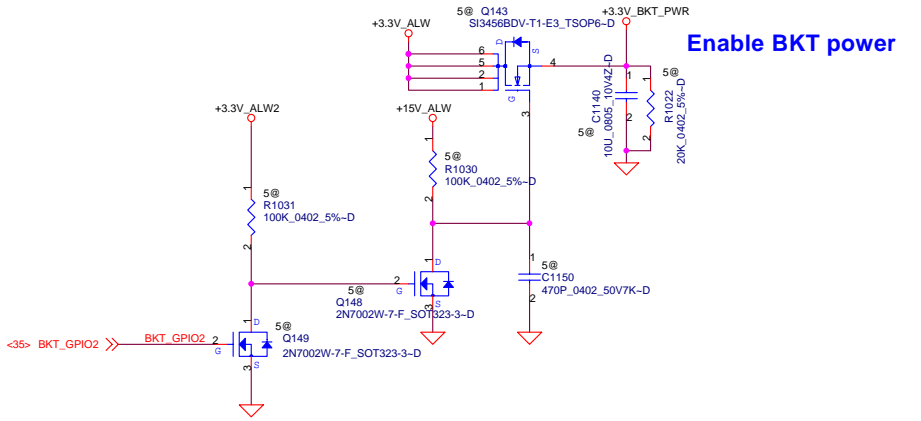 5@ Q143
SI3456BDV-T1-E3_TSOP6~D
+3.3V_ALW
+3.3V_BKT_PWR
Enable BKT power
D
S
G
6
5
2
1
4
3
1
2
C1140
10U_0805_10V4Z~D
5@
1
2
5@
R1022
20K_0402_5%~D
+3.3V_ALW2
+15V_ALW
1
5@
R1030
100K_0402_5%~D
2
1
5@
R1031
100K_0402_5%~D
2
1
D
2
G
5@
Q148
2N7002W-7-F_SOT323-3~D
3
S
1
5@
C1150
470P_0402_50V7K~D
2
<35> BKT_GPIO2
BKT_GPIO2
1
D
2
G
5@
Q149
2N7002W-7-F_SOT323-3~D
3
S